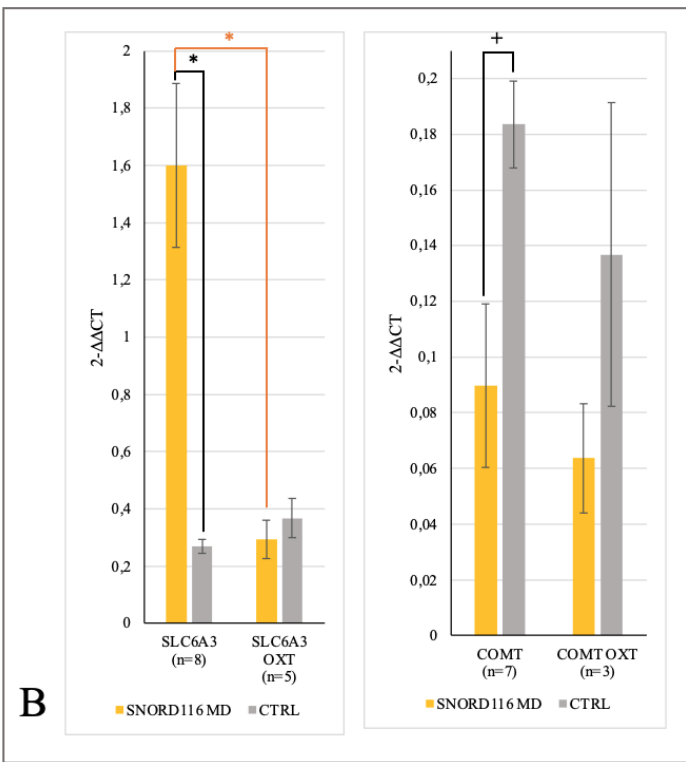 *
*
2
1,8
1,6
1,4
1,2
1
0,8
0,6
0,4
0,2
0
2-ΔΔCT
SLC6A3
(n=8)
SLC6A3
OXT
(n=5)
SNORD116 MD CTRL
+
0,2
0,18
0,16
0,14
0,12
0,1
0,08
0,06
0,04
0,02
0
2-ΔΔCT
COMT
(n=7)
COMT OXT
(n=3)
SNORD116 MD CTRL
B